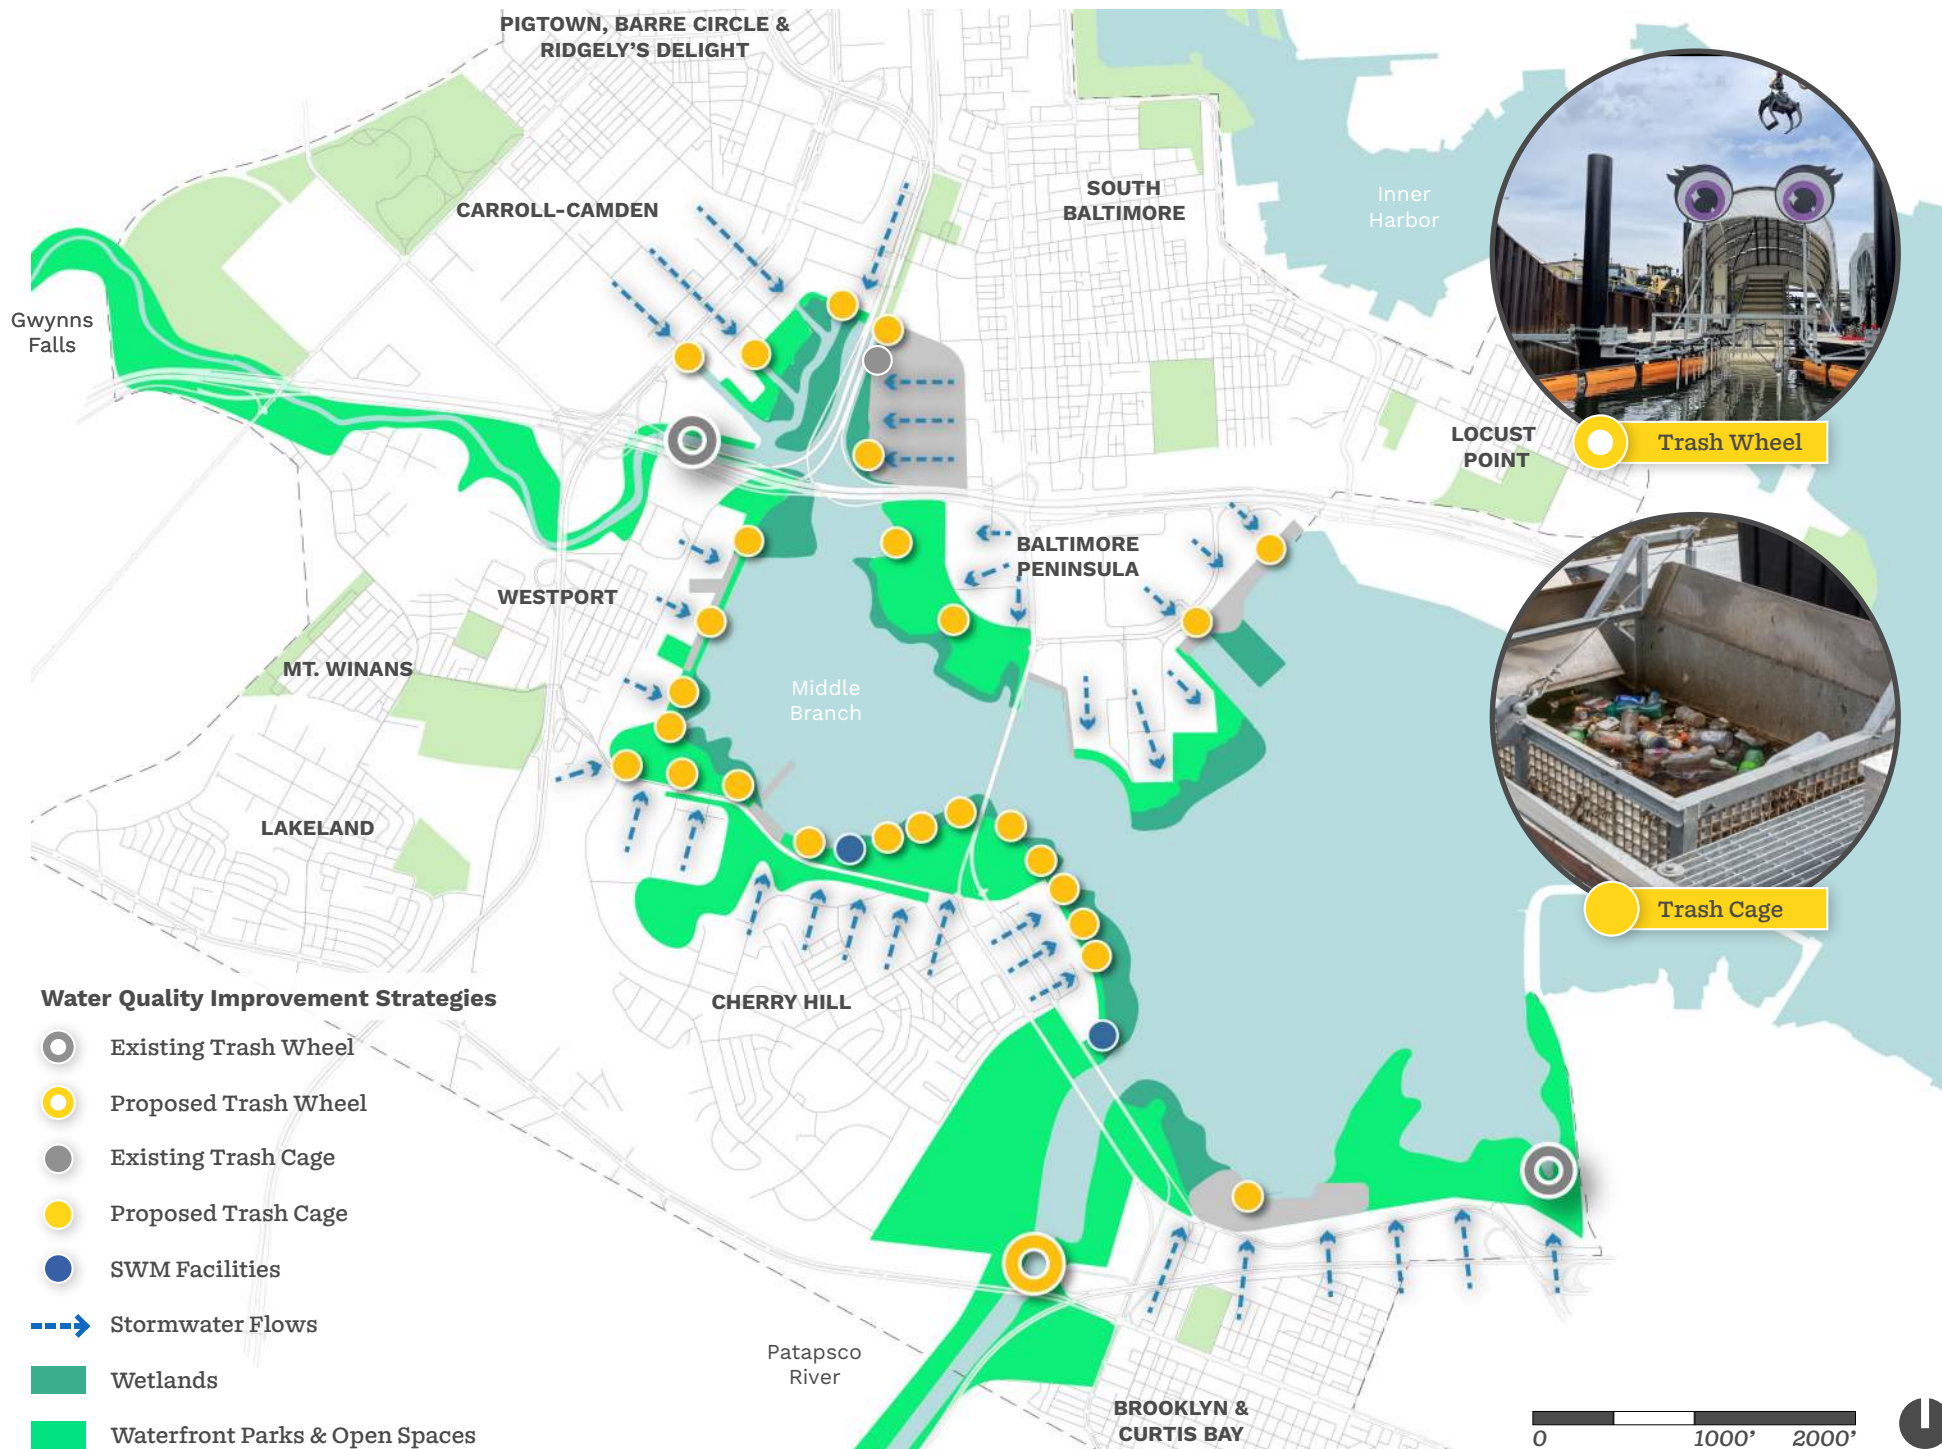 PIGTOWN, BARRE CIRCLE &
RIDGELY’S DELIGHT
CARROLL-CAMDEN
SOUTH
BALTIMORE
Inner
Harbor
Gwynns
Falls
LOCUST
POINT
Trash Wheel
BALTIMORE
PENINSULA
WESTPORT
MT. WINANS
Middle
Branch
LAKELAND
Trash Cage
CHERRY HILL
Water Quality Improvement Strategies
Existing Trash Wheel
Proposed Trash Wheel
Existing Trash Cage
Proposed Trash Cage
SWM Facilities
Stormwater Flows
Wetlands
Waterfront Parks & Open Spaces
Patapsco
River
BROOKLYN &
CURTIS BAY
0 1000’ 2000’